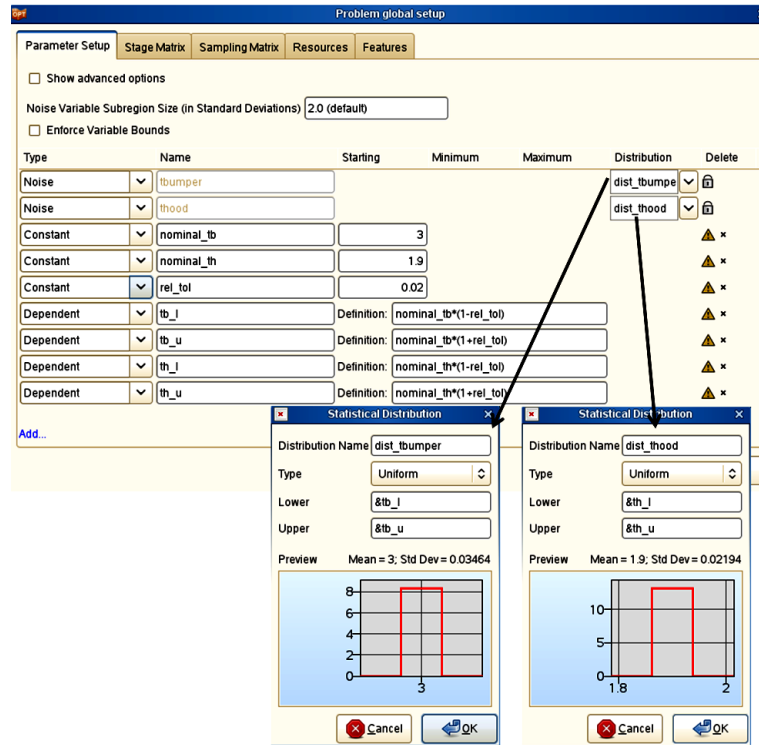 OPT Problem global setup
Parameter Setup Stage Matrix Sampling Matrix Resources Features
Show advanced options
Noise Variable Subregion Size (in Standard Deviations) 2.0 (default)
Enforce Variable Bounds
Type Name Starting Minimum Maximum Distribution Delete
Noise tbumper dist_tbumpe
Noise thood dist_thood
Constant nominal_tb 3
Constant nominal_th 1.9
Constant rel_tol 0.02
Dependent tb_l Definition: nominal_tb*(1-rel_tol)
Dependent tb_u Definition: nominal_tb*(1+rel_tol)
Dependent th_l Definition: nominal_th*(1-rel_tol)
Dependent th_u Definition: nominal_th*(1+rel_tol)
Add...
Statistical Distribution
Distribution Name dist_tbumper
Type Uniform
Lower &tb_l
Upper &tb_u
Preview Mean = 3; Std Dev = 0.03464
8
6
4
2
0
3
Cancel OK
Statistical Distribution
Distribution Name dist_thood
Type Uniform
Lower &th_l
Upper &th_u
Preview Mean = 1.9; Std Dev = 0.02194
10
5
0
1.8 2
Cancel OK